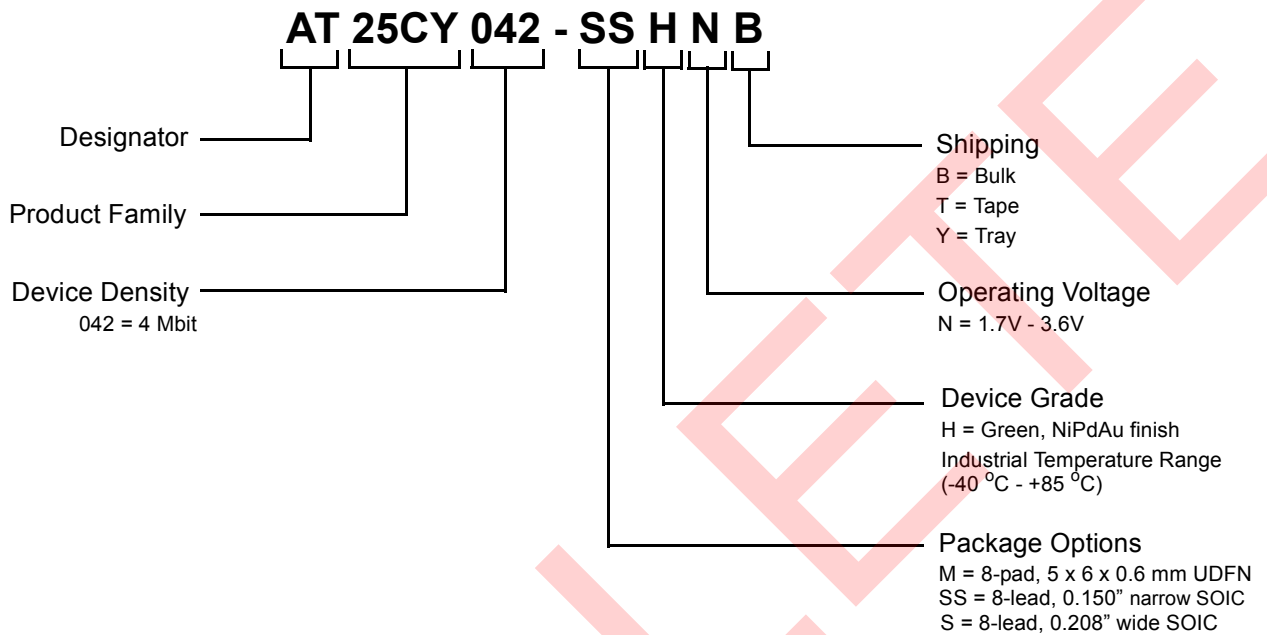 AT 25CY 042 - SS H N B
Designator
Product Family
Device Density
042 = 4 Mbit
Shipping
B = Bulk
T = Tape
Y = Tray
Operating Voltage
N = 1.7V - 3.6V
Device Grade
H = Green, NiPdAu finish
Industrial Temperature Range
(-40 °C - +85 °C)
Package Options
M = 8-pad, 5 x 6 x 0.6 mm UDFN
SS = 8-lead, 0.150” narrow SOIC
S = 8-lead, 0.208” wide SOIC